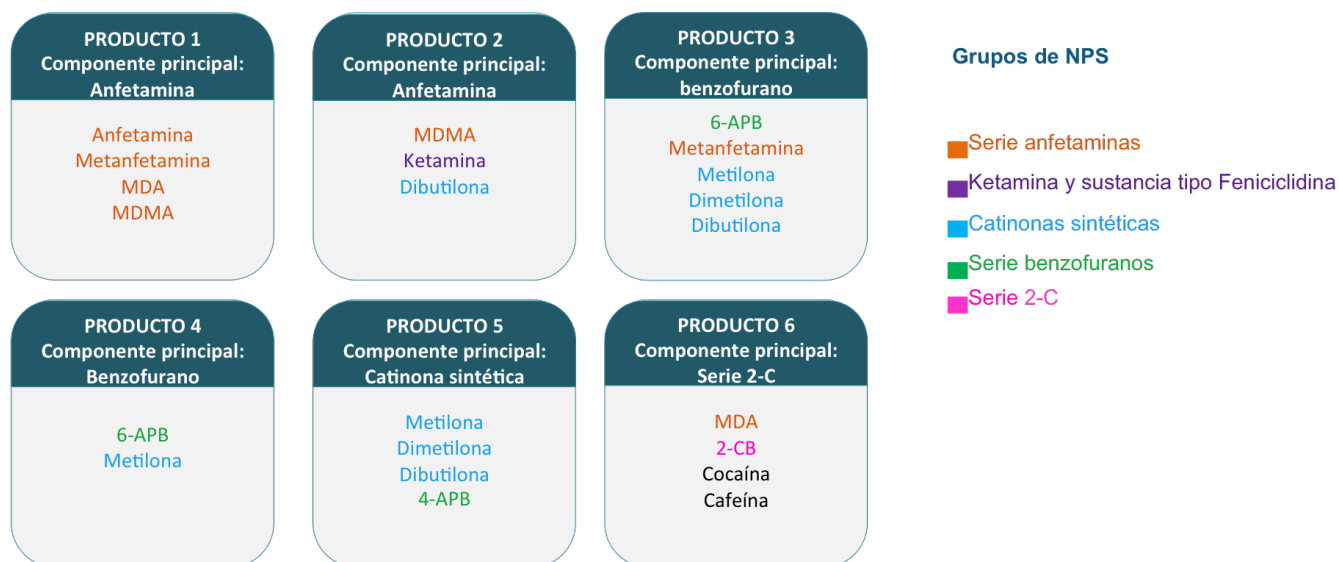 PRODUCTO 1
Componente principal:
Anfetamina
Anfetamina
Metanfetamina
MDA
MDMA
PRODUCTO 2
Componente principal:
Anfetamina
MDMA
Ketamina
Dibutilona
PRODUCTO 3
Componente principal:
benzofurano
6-APB
Metanfetamina
Metilona
Dimetilona
Dibutilona
Grupos de NPS
Serie anfetaminas
Ketamina y sustancia tipo Feniciclidina
Catinonas sintéticas
Serie benzofuranos
Serie 2-C
PRODUCTO 4
Componente principal:
Benzofurano
6-APB
Metilona
PRODUCTO 5
Componente principal:
Catinona sintética
Metilona
Dimetilona
Dibutilona
4-APB
PRODUCTO 6
Componente principal:
Serie 2-C
MDA
2-CB
Cocaína
Cafeína